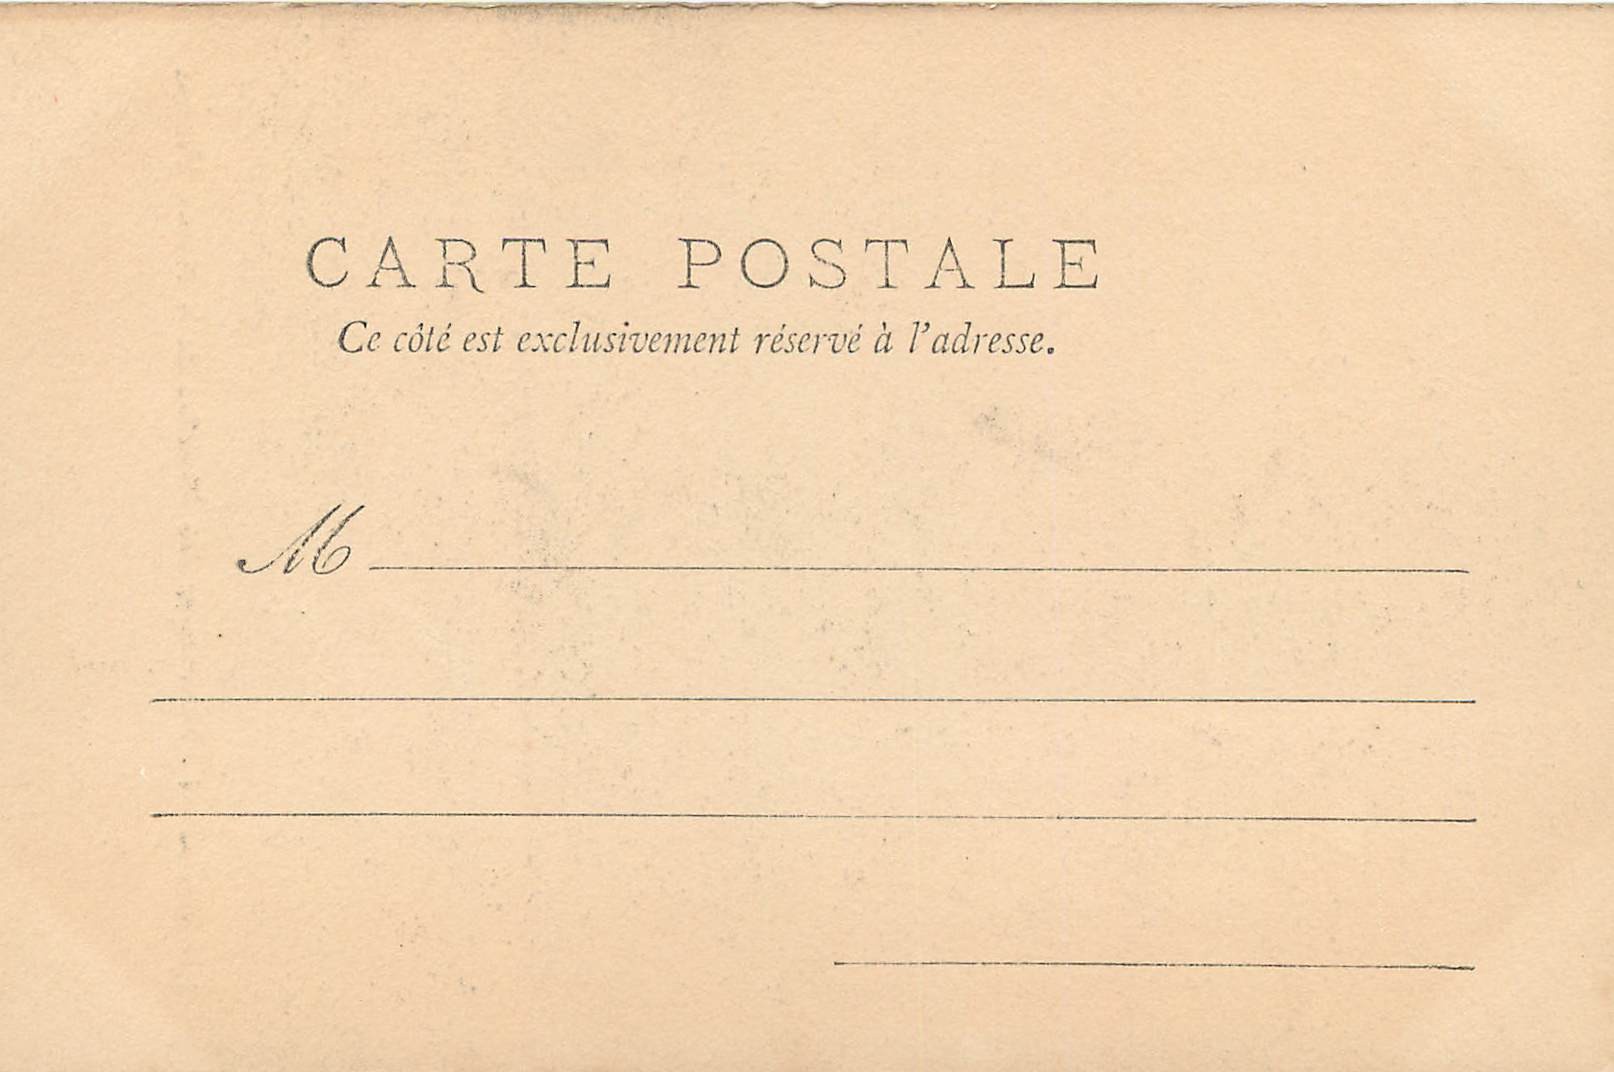 CARTE POSTALE
Ce côté est exclusivement réservé à l'adresse.
M